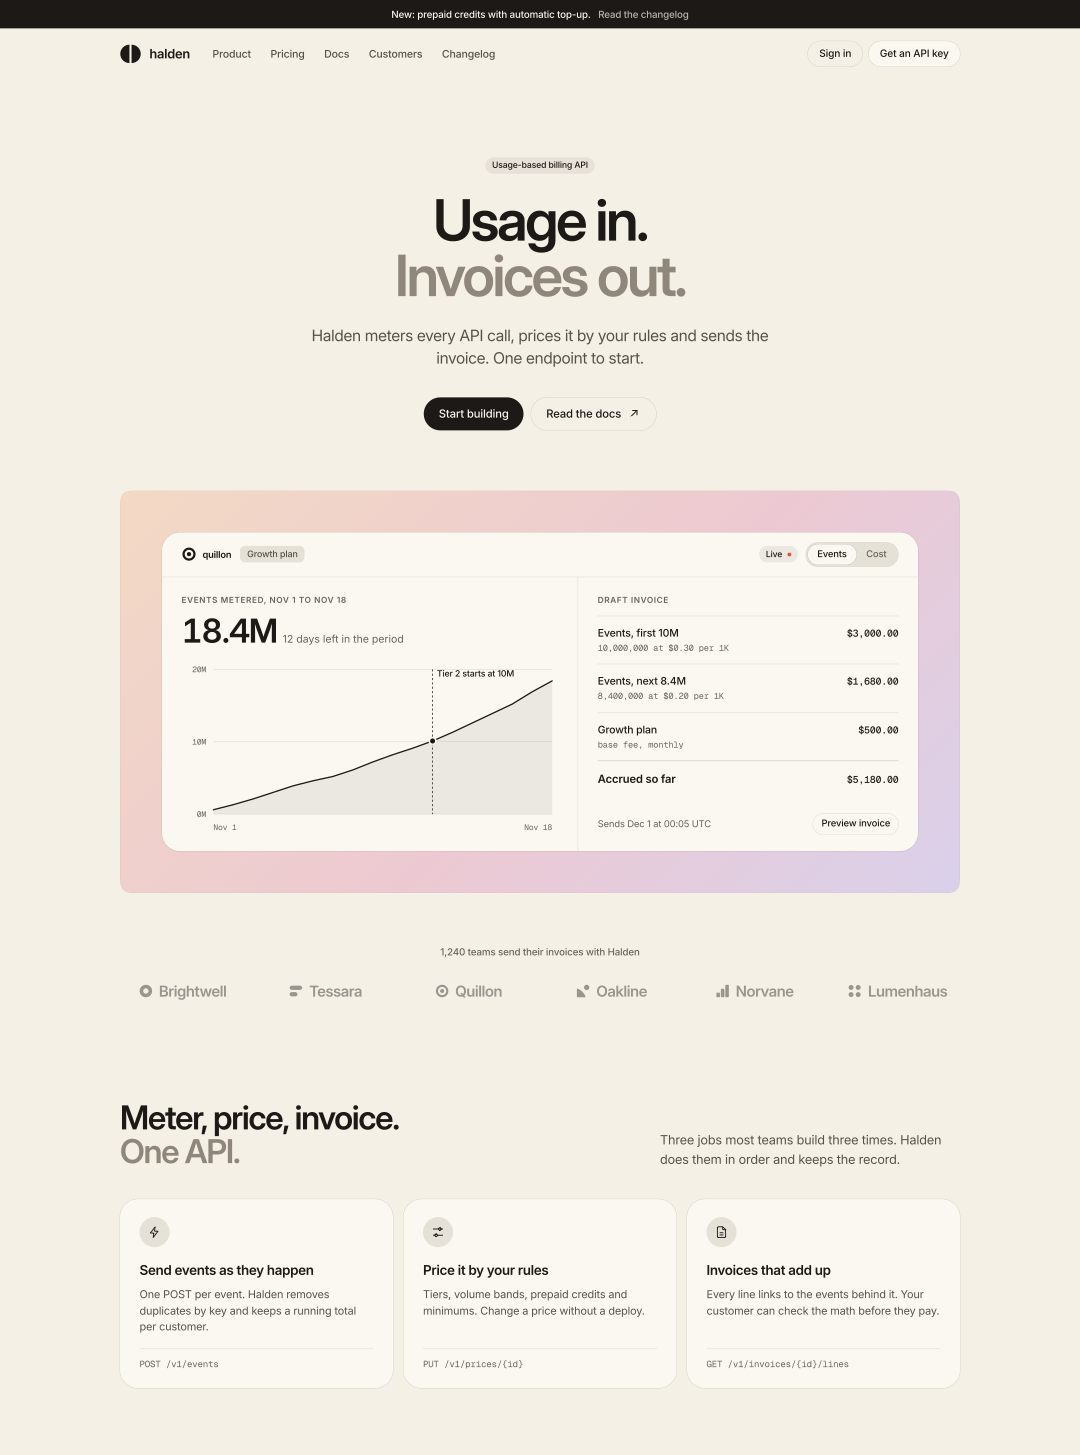 New: prepaid credits with automatic top-up. Read the changelog
halden Product Pricing Docs Customers Changelog Sign in Get an API key
Usage-based billing API
Usage in.
Invoices out.
Halden meters every API call, prices it by your rules and sends the
invoice. One endpoint to start.
Start building Read the docs
quillon Growth plan Live Events Cost
EVENTS METERED, NOV 1 TO NOV 18
18.4M 12 days left in the period
20M
Tier 2 starts at 10M
10M
0M
Nov 1 Nov 18
DRAFT INVOICE
Events, first 10M $3,000.00
10,000,000 at $0.30 per 1K
Events, next 8.4M $1,680.00
8,400,000 at $0.20 per 1K
Growth plan $500.00
base fee, monthly
Accrued so far $5,180.00
Sends Dec 1 at 00:05 UTC Preview invoice
1,240 teams send their invoices with Halden
Brightwell Tessara Quillon Oakline Norvane Lumenhaus
Meter, price, invoice.
One API.
Three jobs most teams build three times. Halden
does them in order and keeps the record.
Send events as they happen
One POST per event. Halden removes
duplicates by key and keeps a running total
per customer.
POST /v1/events
Price it by your rules
Tiers, volume bands, prepaid credits and
minimums. Change a price without a deploy.
PUT /v1/prices/{id}
Invoices that add up
Every line links to the events behind it. Your
customer can check the math before they pay.
GET /v1/invoices/{id}/lines